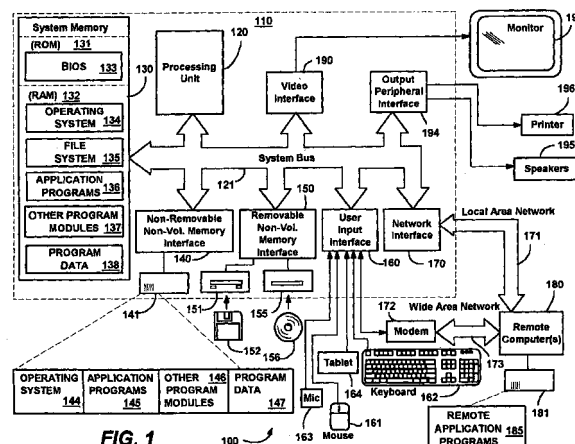 110
System Memory
(ROM) 131
BIOS 133
(RAM) 132
OPERATING
SYSTEM 134
FILE
SYSTEM 135
APPLICATION
PROGRAMS 136
OTHER PROGRAM
MODULES 137
PROGRAM
DATA 138
130
120
Processing
Unit
190
Video
Interface
Output
Peripheral
Interface
194
Monitor
19
196
Printer
195
Speakers
System Bus
121
Non-Removable
Non-Vol. Memory
Interface
140
150
Removable
Non-Vol.
Memory
Interface
User
Input
Interface
160
Network
Interface
170
Local Area Network
171
141
151
152
155
156
Wide Area Network
172
Modem
173
180
Remote
Computer(s)
181
Tablet
164
Keyboard
162
Mic
163
Mouse
161
OPERATING
SYSTEM 144
APPLICATION
PROGRAMS 145
OTHER 146
PROGRAM
MODULES
PROGRAM
DATA 147
REMOTE
APPLICATION
PROGRAMS 185
FIG. 1
100